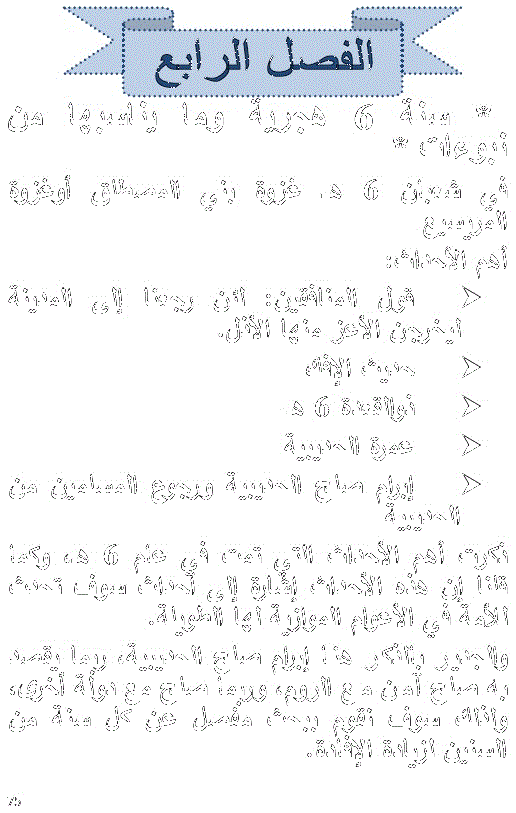 الفصل الرابع
* سنة 6 هجرية وما يناسبها من
نبوءات *
في شعبان 6 هـ غزوة بني المصطلق أوغزوة
المريسيع
أهم الأحداث:
➢ قول المنافقين: لئن رجعنا إلى المدينة
ليخرجن الأعز منها الأذل.
➢ حديث الإفك
➢ ذوالقعدة 6 هـ
➢ عمرة الحديبية
➢ إبرام صلح الحديبية ورجوع المسلمين من
الحديبية
ذكرت أهم الأحداث التي تمت في عام 6 هـ، وكما
قلنا إن هذه الأحداث إشارة إلى أحداث سوف تحدث
للأمة في الأعوام الموازية لها الطويلة.
والجدير بالذكر هنا إبرام صلح الحديبية، ربما يقصد
به صلح آمن مع الروم، وربما صلح مع دولة أخرى،
ولذلك سوف نقوم ببحث مفصل عن كل سنة من
السنين لزيادة الإفادة.
75